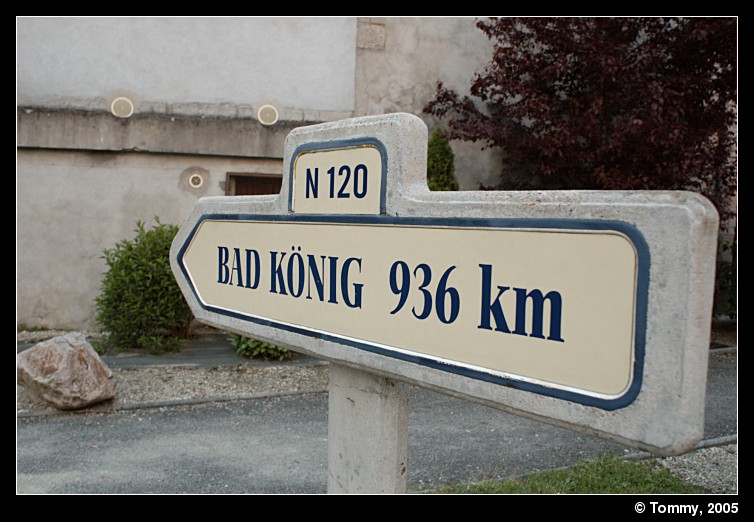 N 120
BAD KÖNIG 936 km
© Tommy, 2005